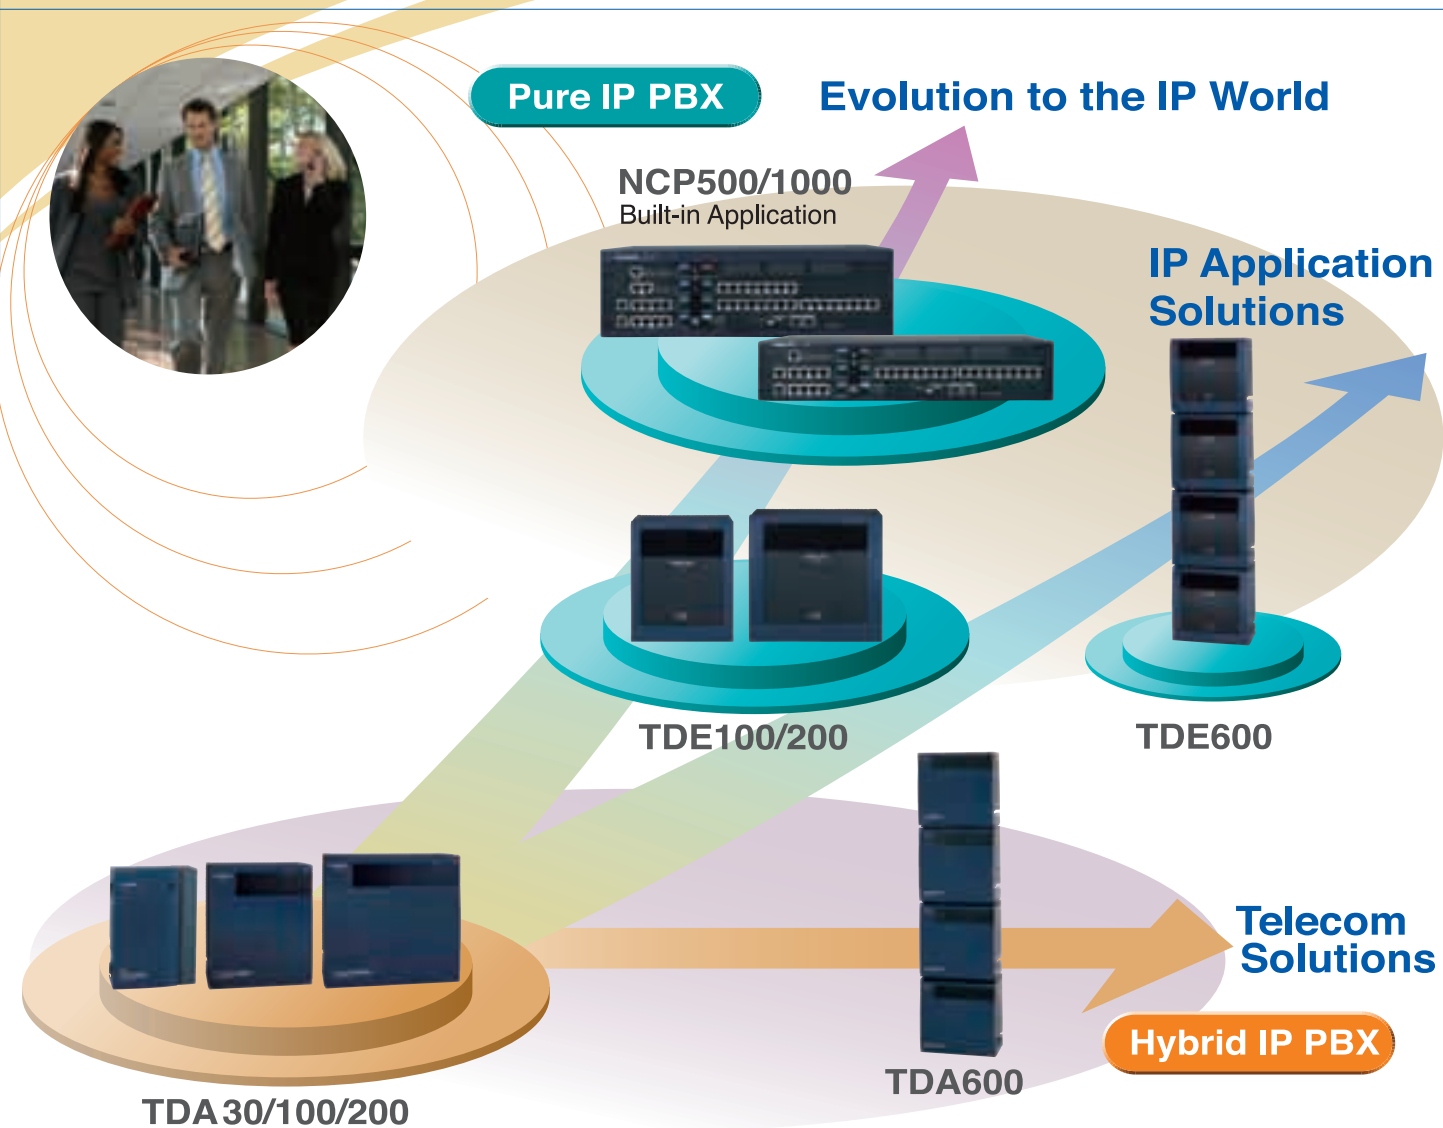 Pure IP PBX
Evolution to the IP World
NCP500/1000
Built-in Application
IP Application
Solutions
TDE100/200
TDE600
Telecom
Solutions
Hybrid IP PBX
TDA600
TDA30/100/200